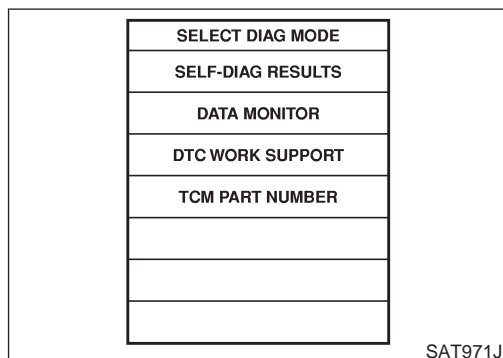 SELECT DIAG MODE
SELF-DIAG RESULTS
DATA MONITOR
DTC WORK SUPPORT
TCM PART NUMBER
SAT971J